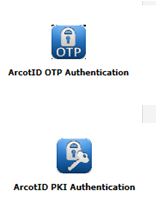 OTP
ArcotID OTP Authentication
ArcotID PKI Authentication